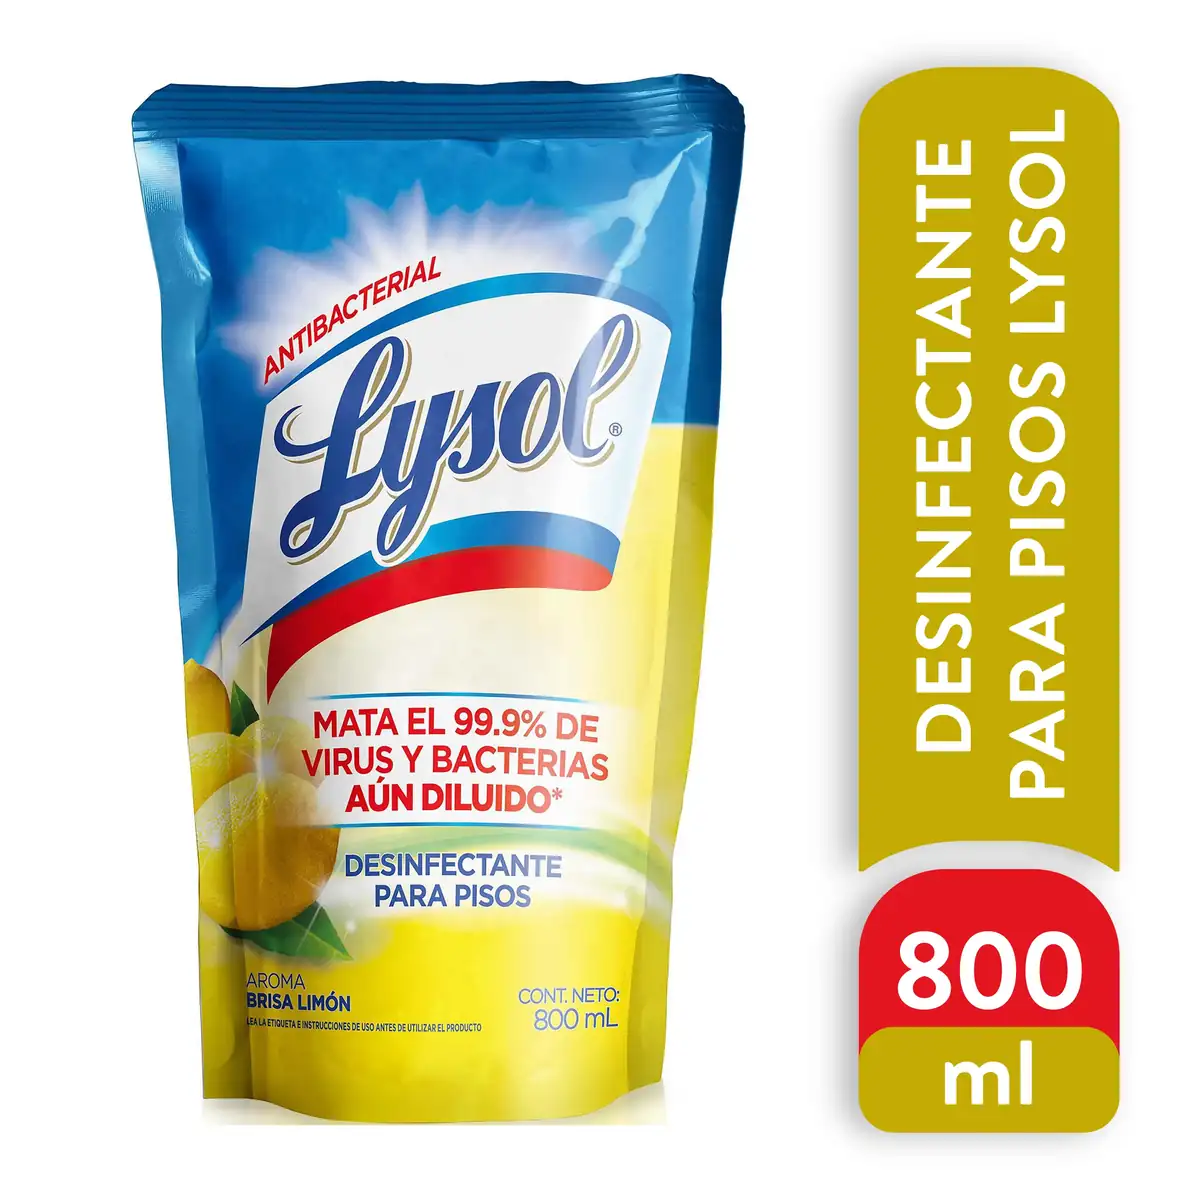 ANTIBACTERIAL
Lysol®
MATA EL 99.9% DE
VIRUS Y BACTERIAS
AÚN DILUIDO*
DESINFECTANTE
PARA PISOS
AROMA
BRISA LIMÓN
LEA LA ETIQUETA E INSTRUCCIONES DE USO ANTES DE UTILIZAR EL PRODUCTO
CONT. NETO:
800 mL
DESINFECTANTE
PARA PISOS LYSOL
800
ml